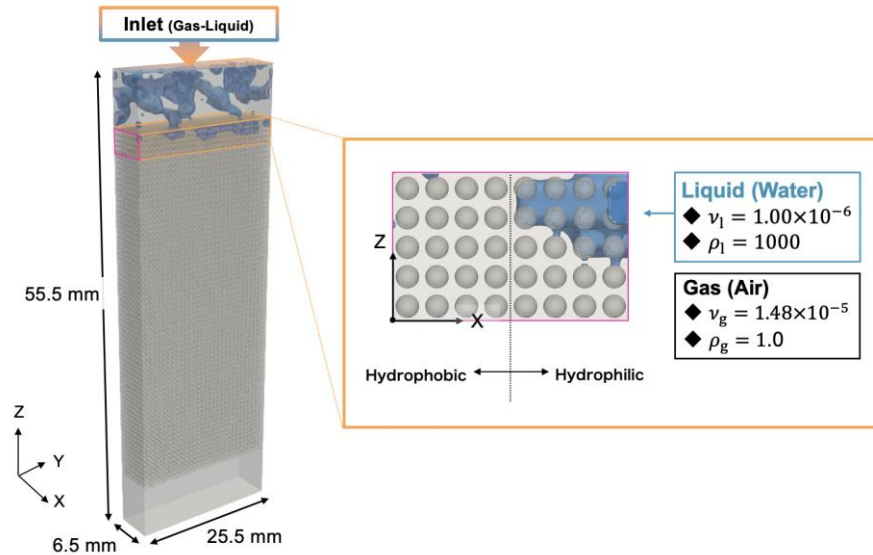 Inlet (Gas-Liquid)
55.5 mm
6.5 mm
25.5 mm
Z
Y
X
Z
X
Hydrophobic
Hydrophilic
Liquid (Water)
◆ ν_l = 1.00×10⁻⁶
◆ ρ_l = 1000
Gas (Air)
◆ ν_g = 1.48×10⁻⁵
◆ ρ_g = 1.0